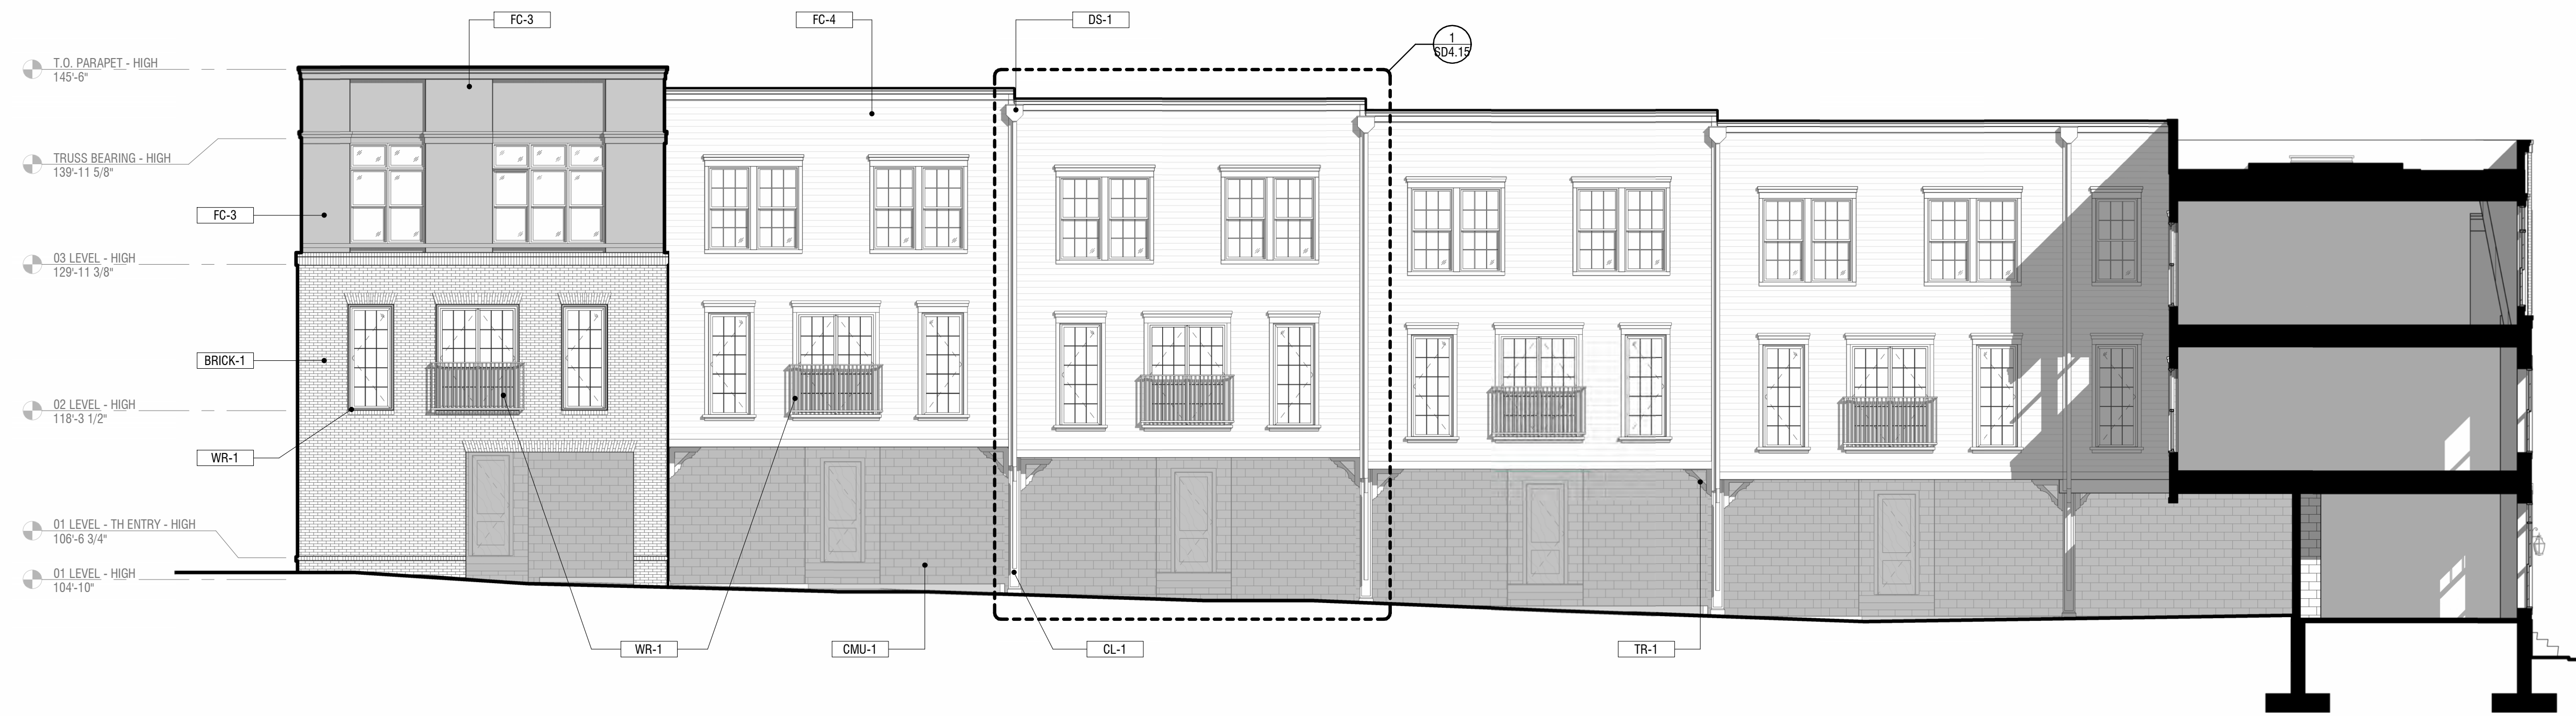 FC-3
FC-4
DS-1
1
SD4.15
T.O. PARAPET - HIGH
145'-6"
TRUSS BEARING - HIGH
139'-11 5/8"
FC-3
03 LEVEL - HIGH
129'-11 3/8"
BRICK-1
02 LEVEL - HIGH
118'-3 1/2"
WR-1
01 LEVEL - TH ENTRY - HIGH
106'-6 3/4"
01 LEVEL - HIGH
104'-10"
WR-1
CMU-1
CL-1
TR-1